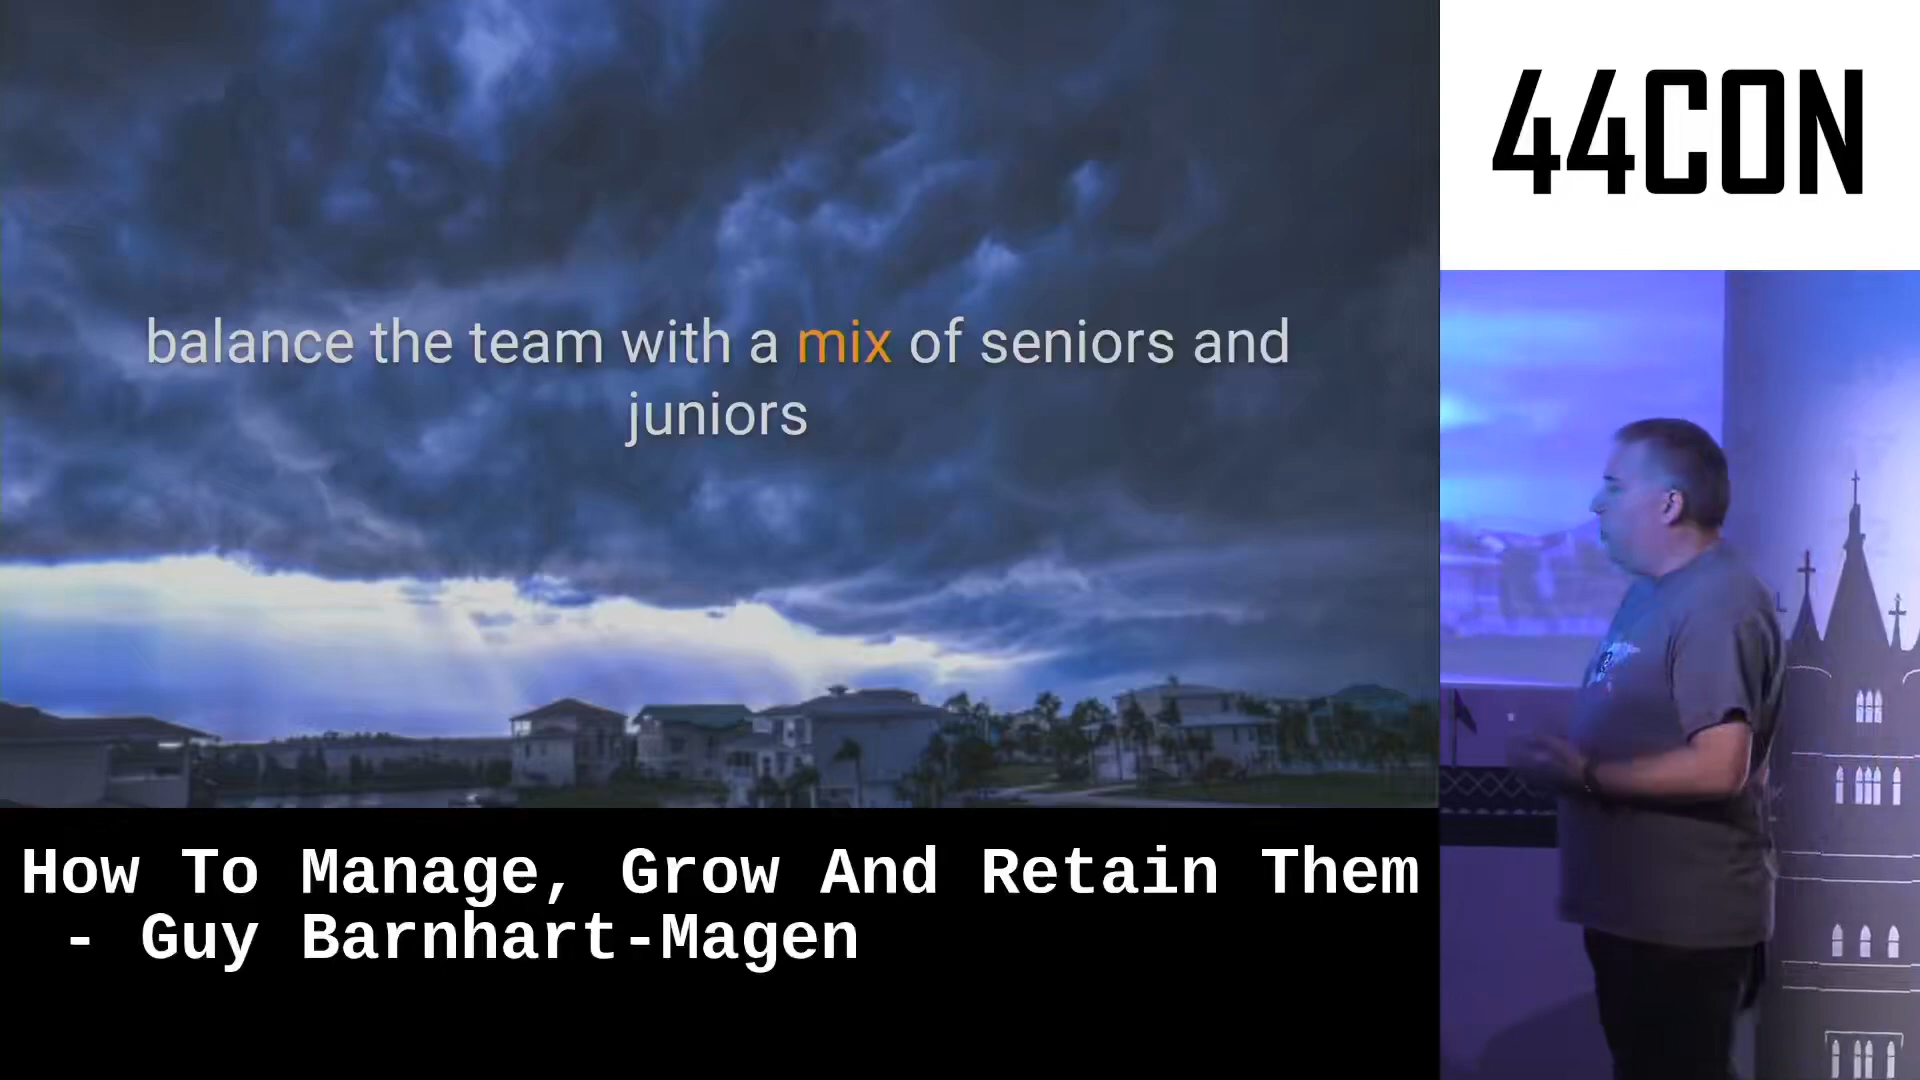 balance the team with a mix of seniors and
juniors
44CON
How To Manage, Grow And Retain Them
- Guy Barnhart-Magen